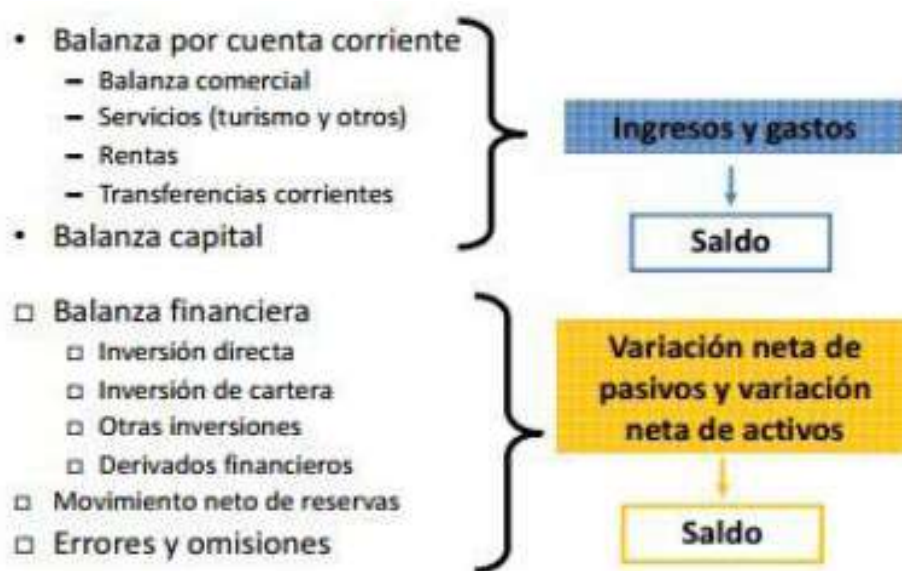 • Balanza por cuenta corriente
– Balanza comercial
– Servicios (turismo y otros)
– Rentas
– Transferencias corrientes
• Balanza capital
Ingresos y gastos
Saldo
□ Balanza financiera
□ Inversión directa
□ Inversión de cartera
□ Otras inversiones
□ Derivados financieros
□ Movimiento neto de reservas
□ Errores y omisiones
Variación neta de
pasivos y variación
neta de activos
Saldo